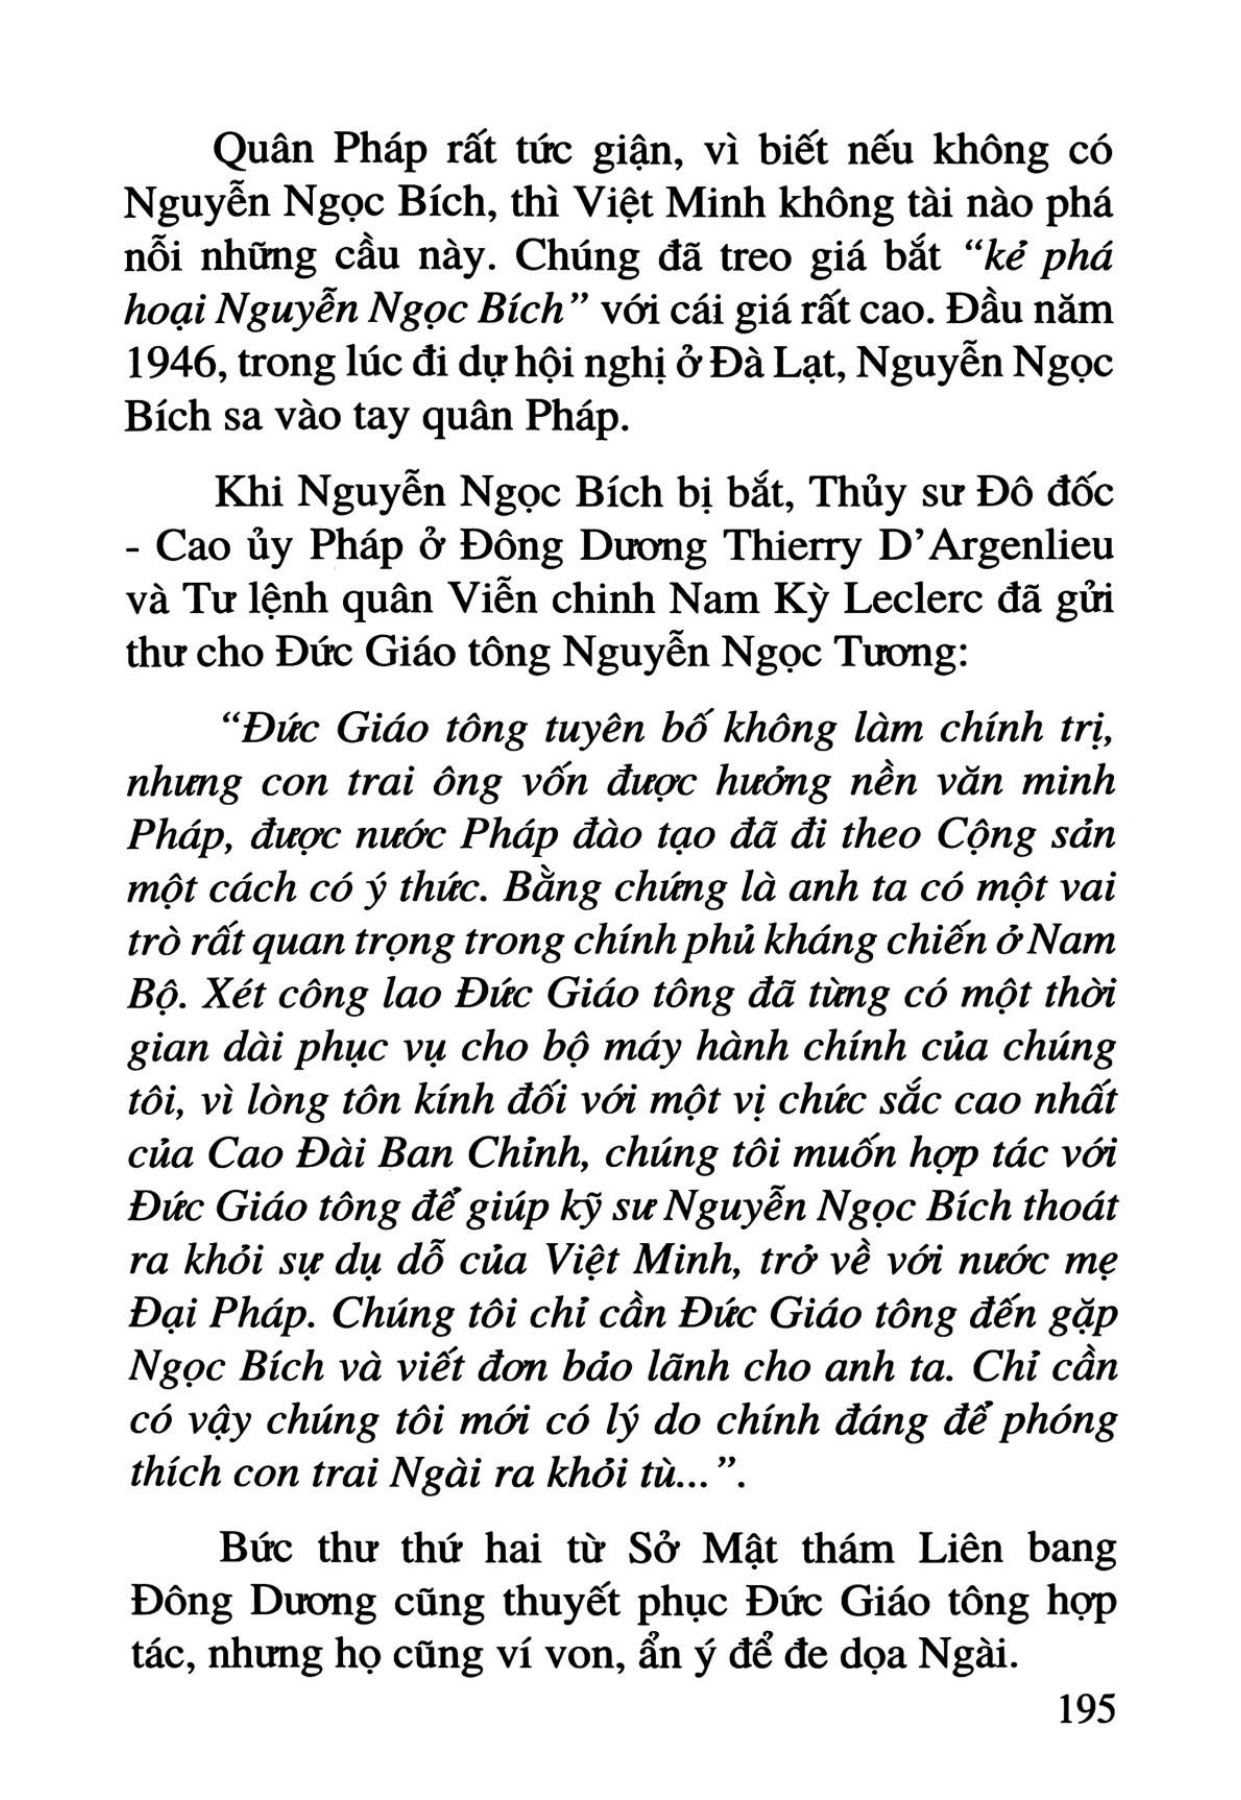 Quân Pháp rất tức giận, vì biết nếu không có
Nguyễn Ngọc Bích, thì Việt Minh không tài nào phá
nỗi những cầu này. Chúng đã treo giá bắt “kẻ phá
hoại Nguyễn Ngọc Bích” với cái giá rất cao. Đầu năm
1946, trong lúc đi dự hội nghị ở Đà Lạt, Nguyễn Ngọc
Bích sa vào tay quân Pháp.
Khi Nguyễn Ngọc Bích bị bắt, Thủy sư Đô đốc
- Cao ủy Pháp ở Đông Dương Thierry D’Argenlieu
và Tư lệnh quân Viễn chinh Nam Kỳ Leclerc đã gửi
thư cho Đức Giáo tông Nguyễn Ngọc Tương:
“Đức Giáo tông tuyên bố không làm chính trị,
nhưng con trai ông vốn được hưởng nền văn minh
Pháp, được nước Pháp đào tạo đã đi theo Cộng sản
một cách có ý thức. Bằng chứng là anh ta có một vai
trò rất quan trọng trong chính phủ kháng chiến ở Nam
Bộ. Xét công lao Đức Giáo tông đã từng có một thời
gian dài phục vụ cho bộ máy hành chính của chúng
tôi, vì lòng tôn kính đối với một vị chức sắc cao nhất
của Cao Đài Ban Chỉnh, chúng tôi muốn hợp tác với
Đức Giáo tông để giúp kỹ sư Nguyễn Ngọc Bích thoát
ra khỏi sự dụ dỗ của Việt Minh, trở về với nước mẹ
Đại Pháp. Chúng tôi chỉ cần Đức Giáo tông đến gặp
Ngọc Bích và viết đơn bảo lãnh cho anh ta. Chỉ cần
có vậy chúng tôi mới có lý do chính đáng để phóng
thích con trai Ngài ra khỏi tù...”.
Bức thư thứ hai từ Sở Mật thám Liên bang
Đông Dương cũng thuyết phục Đức Giáo tông hợp
tác, nhưng họ cũng ví von, ẩn ý để đe dọa Ngài.
195